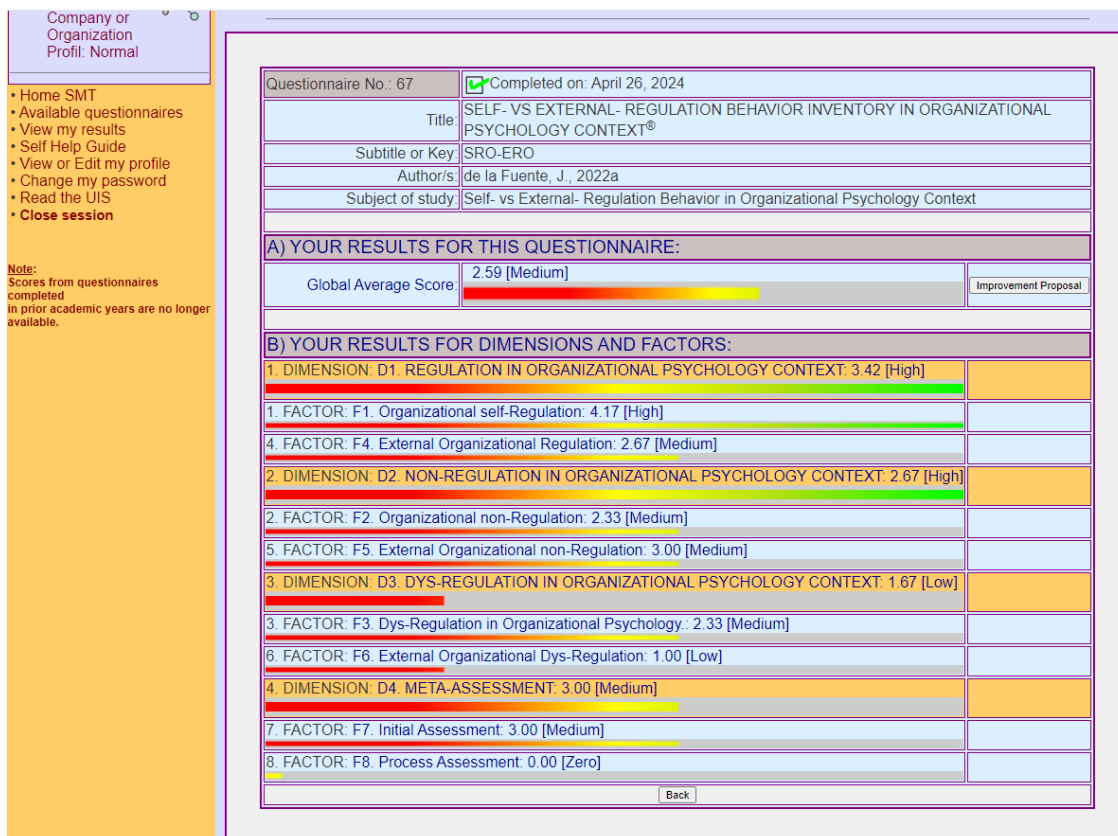 Company or
Organization
Profil: Normal
• Home SMT
• Available questionnaires
• View my results
• Self Help Guide
• View or Edit my profile
• Change my password
• Read the UIS
• Close session
Note:
Scores from questionnaires
completed
in prior academic years are no longer
available.
Questionnaire No.: 67 Completed on: April 26, 2024
Title: SELF- VS EXTERNAL- REGULATION BEHAVIOR INVENTORY IN ORGANIZATIONAL
PSYCHOLOGY CONTEXT®
Subtitle or Key: SRO-ERO
Author/s: de la Fuente, J., 2022a
Subject of study: Self- vs External- Regulation Behavior in Organizational Psychology Context
A) YOUR RESULTS FOR THIS QUESTIONNAIRE:
Global Average Score: 2.59 [Medium] Improvement Proposal
B) YOUR RESULTS FOR DIMENSIONS AND FACTORS:
1. DIMENSION: D1. REGULATION IN ORGANIZATIONAL PSYCHOLOGY CONTEXT: 3.42 [High]
1. FACTOR: F1. Organizational self-Regulation: 4.17 [High]
4. FACTOR: F4. External Organizational Regulation: 2.67 [Medium]
2. DIMENSION: D2. NON-REGULATION IN ORGANIZATIONAL PSYCHOLOGY CONTEXT: 2.67 [High]
2. FACTOR: F2. Organizational non-Regulation: 2.33 [Medium]
5. FACTOR: F5. External Organizational non-Regulation: 3.00 [Medium]
3. DIMENSION: D3. DYS-REGULATION IN ORGANIZATIONAL PSYCHOLOGY CONTEXT: 1.67 [Low]
3. FACTOR: F3. Dys-Regulation in Organizational Psychology.: 2.33 [Medium]
6. FACTOR: F6. External Organizational Dys-Regulation: 1.00 [Low]
4. DIMENSION: D4. META-ASSESSMENT: 3.00 [Medium]
7. FACTOR: F7. Initial Assessment: 3.00 [Medium]
8. FACTOR: F8. Process Assessment: 0.00 [Zero]
Back